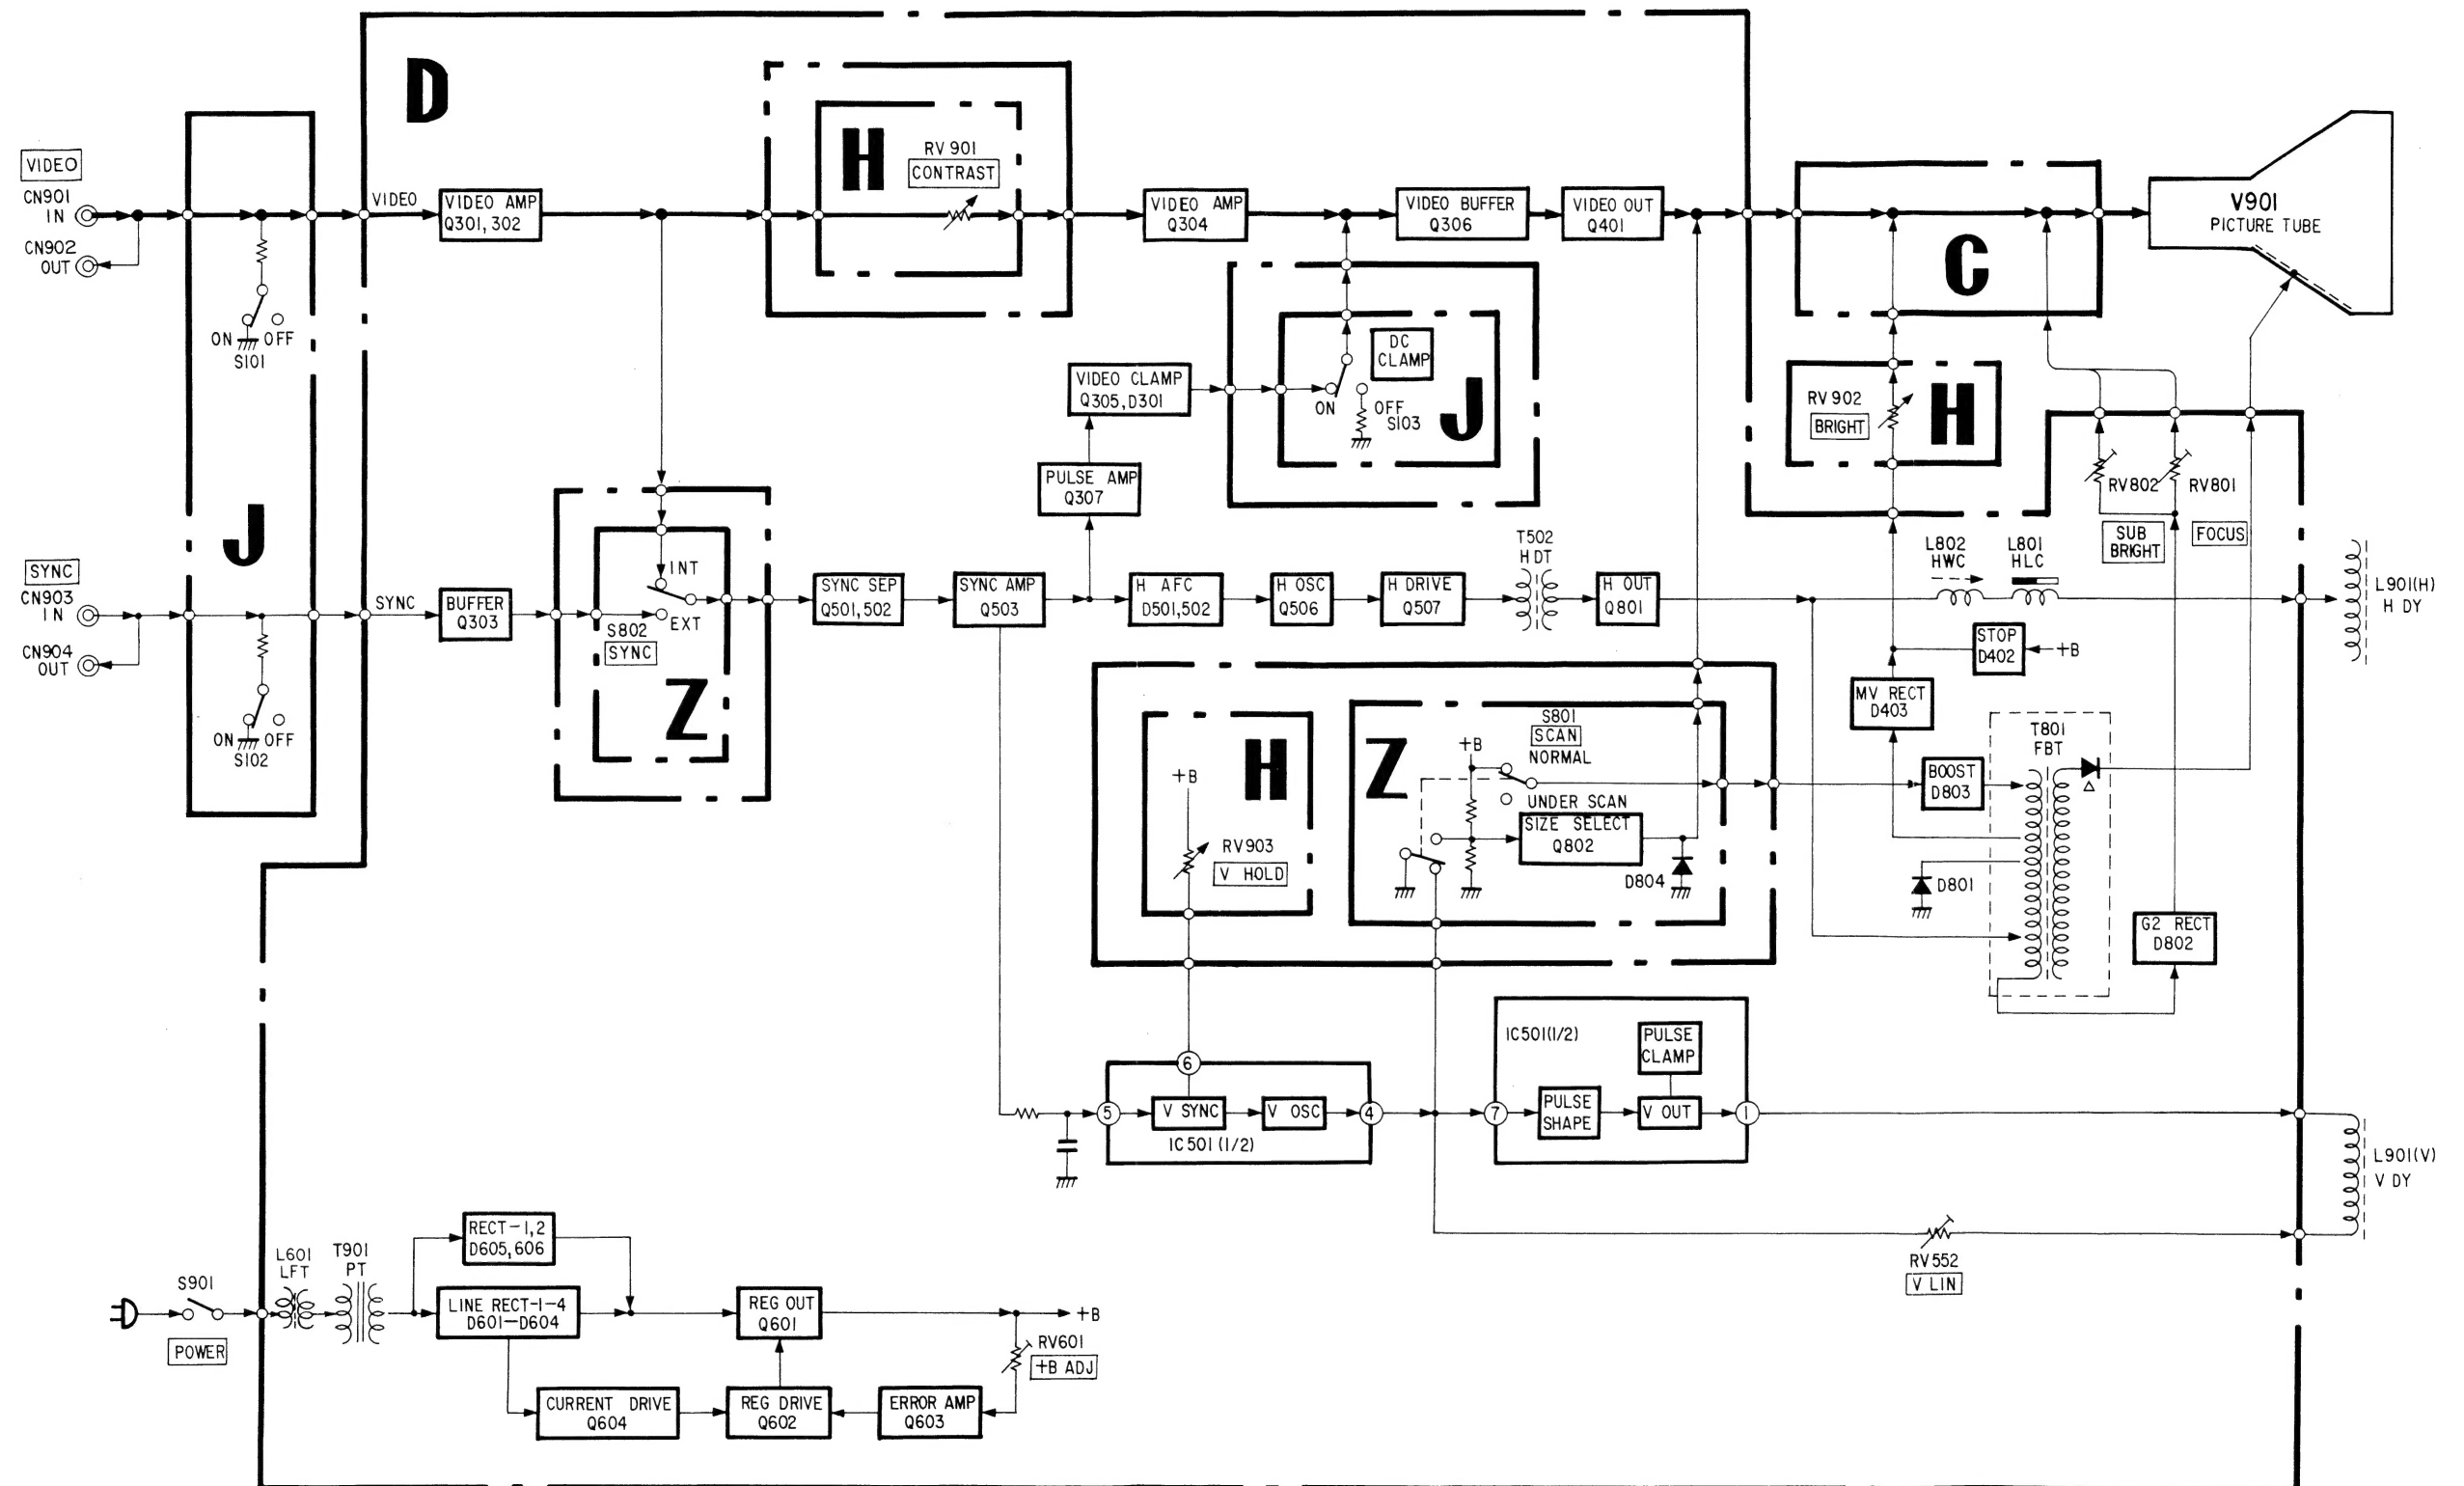 D
VIDEO
CN901
IN
CN902
OUT
ON OFF
S101
J
SYNC
CN903
IN
CN904
OUT
ON OFF
S102
VIDEO
VIDEO AMP
Q301,302
H
RV901
CONTRAST
VIDEO AMP
Q304
VIDEO BUFFER
Q306
VIDEO OUT
Q401
C
V901
PICTURE TUBE
VIDEO CLAMP
Q305,D301
DC
CLAMP
ON
OFF
S103
J
PULSE AMP
Q307
RV902
BRIGHT
H
RV802
RV801
SUB
BRIGHT
FOCUS
SYNC
BUFFER
Q303
INT
EXT
S802
SYNC
Z
SYNC SEP
Q501,502
SYNC AMP
Q503
H AFC
D501,502
H OSC
Q506
H DRIVE
Q507
T502
HDT
H OUT
Q801
L802
HWC
L801
HLC
L901(H)
H DY
STOP
D402
+B
MV RECT
D403
T801
FBT
BOOST
D803
D801
G2 RECT
D802
H
+B
RV903
V HOLD
Z
S801
SCAN
NORMAL
+B
UNDER SCAN
SIZE SELECT
Q802
D804
6
5
V SYNC
V OSC
4
IC501(1/2)
IC501(1/2)
PULSE
CLAMP
7
PULSE
SHAPE
V OUT
1
L901(V)
V DY
RV552
V LIN
S901
POWER
L601
LFT
T901
PT
RECT-1,2
D605,606
LINE RECT-1-4
D601-D604
REG OUT
Q601
+B
RV601
+B ADJ
CURRENT DRIVE
Q604
REG DRIVE
Q602
ERROR AMP
Q603